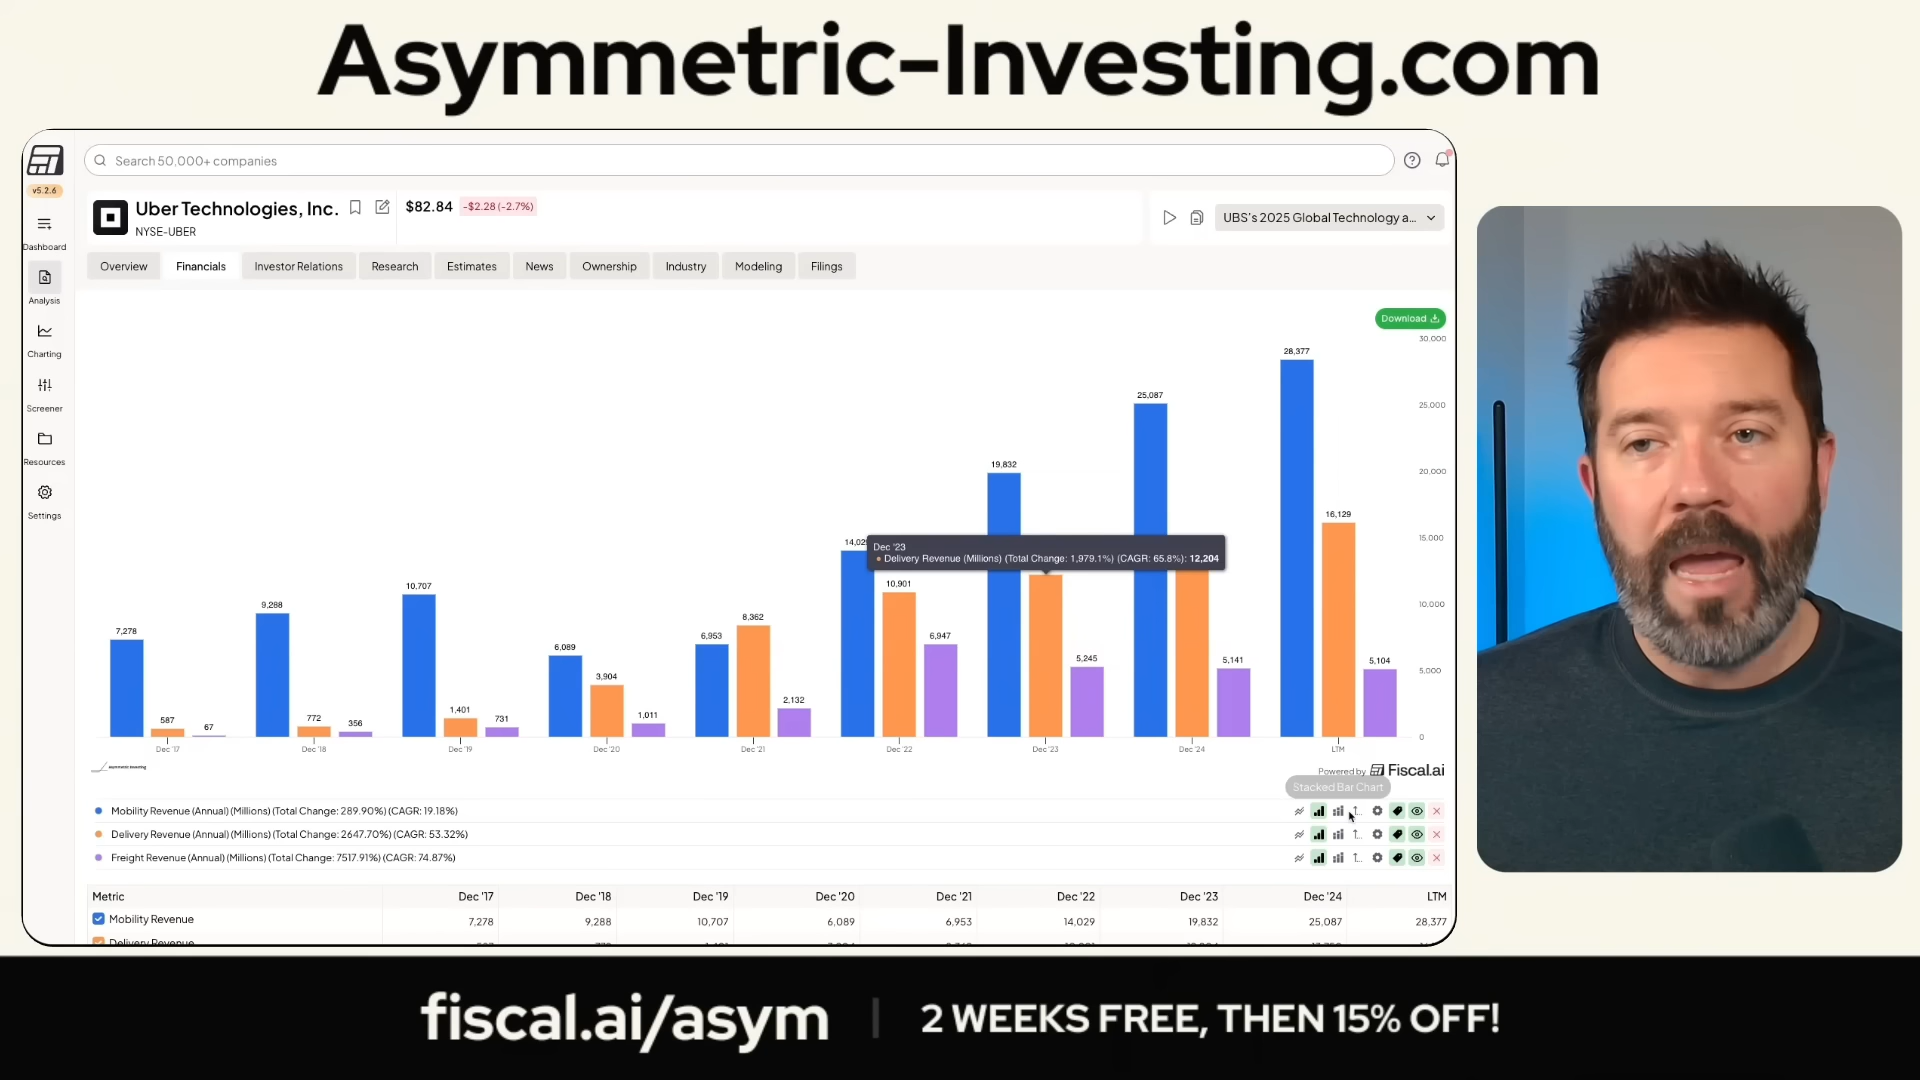 Asymmetric-Investing.com
Search 50,000+ companies
v5.2.6
Uber Technologies, Inc.
$82.84
-$2.28 (-2.7%)
NYSE-UBER
UBS's 2025 Global Technology a...
Dashboard
Analysis
Charting
Screener
Resources
Settings
Overview
Financials
Investor Relations
Research
Estimates
News
Ownership
Industry
Modeling
Filings
Download
30,000
25,000
20,000
15,000
10,000
5,000
0
7,278
587
67
9,288
772
356
10,707
1,401
731
6,089
3,904
1,011
6,953
8,362
2,132
10,901
6,947
19,832
5,245
25,087
5,141
28,377
16,129
5,104
Dec '23
Delivery Revenue (Millions) (Total Change: 1,979.1%) (CAGR: 65.8%): 12,204
Dec '17
Dec '18
Dec '19
Dec '20
Dec '21
Dec '22
Dec '23
Dec '24
LTM
Asymmetric Investing
Powered by Fiscal.ai
Stacked Bar Chart
Mobility Revenue (Annual) (Millions) (Total Change: 289.90%) (CAGR: 19.18%)
Delivery Revenue (Annual) (Millions) (Total Change: 2647.70%) (CAGR: 53.32%)
Freight Revenue (Annual) (Millions) (Total Change: 7517.91%) (CAGR: 74.87%)
Metric Dec '17 Dec '18 Dec '19 Dec '20 Dec '21 Dec '22 Dec '23 Dec '24 LTM
Mobility Revenue 7,278 9,288 10,707 6,089 6,953 14,029 19,832 25,087 28,377
Delivery Revenue
fiscal.ai/asym | 2 WEEKS FREE, THEN 15% OFF!